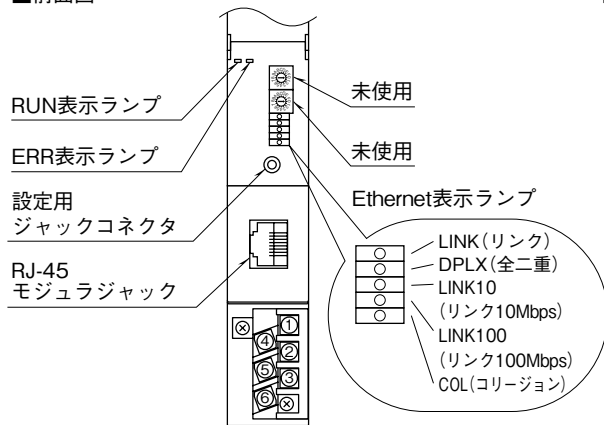 RUN表示ランプ
ERR表示ランプ
設定用
ジャックコネクタ
RJ-45
モジュラジャック
未使用
未使用
Ethernet表示ランプ
LINK(リンク)
DPLX(全二重)
LINK10
(リンク10Mbps)
LINK100
(リンク100Mbps)
COL(コリージョン)
①
④
②
⑤
③
⑥